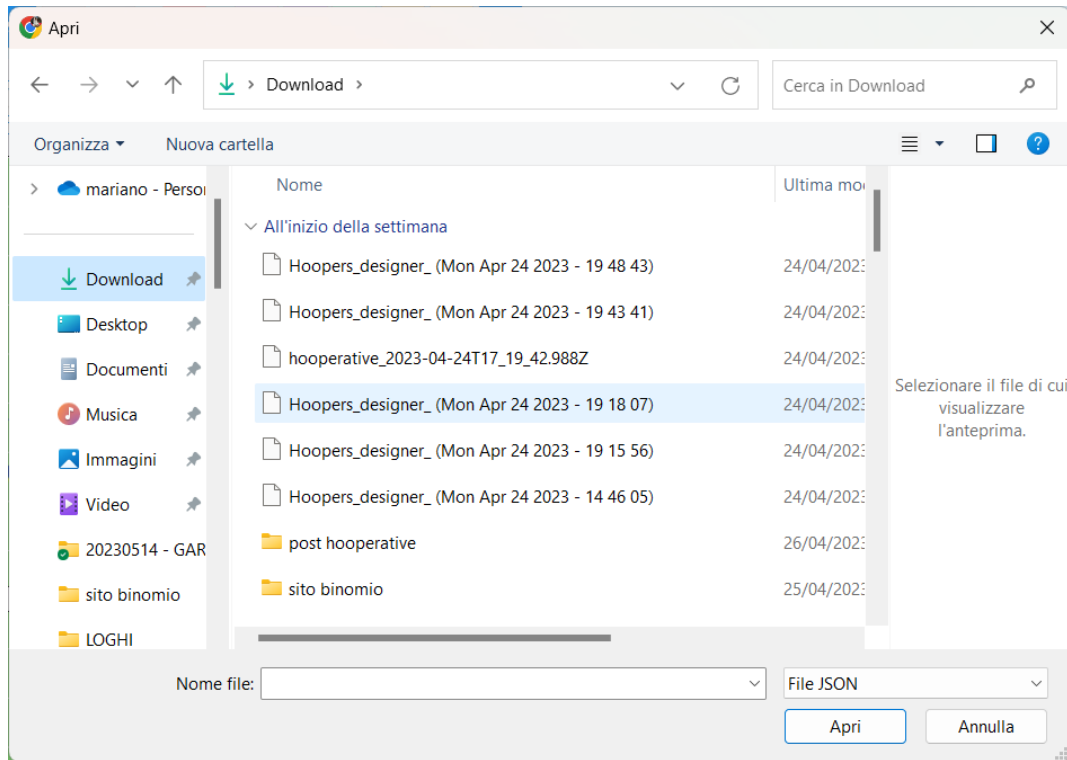 Apri
Download
Cerca in Download
Organizza
Nuova cartella
mariano - Person
Nome
Ultima mod
All'inizio della settimana
Hoopers_designer_ (Mon Apr 24 2023 - 19 48 43)
24/04/2023
Download
Hoopers_designer_ (Mon Apr 24 2023 - 19 43 41)
24/04/2023
Desktop
hooperative_2023-04-24T17_19_42.988Z
24/04/2023
Documenti
Hoopers_designer_ (Mon Apr 24 2023 - 19 18 07)
24/04/2023
Musica
Hoopers_designer_ (Mon Apr 24 2023 - 19 15 56)
24/04/2023
Immagini
Hoopers_designer_ (Mon Apr 24 2023 - 14 46 05)
24/04/2023
Video
post hooperative
26/04/2023
20230514 - GAR
sito binomio
25/04/2023
sito binomio
LOGHI
Selezionare il file di cui
visualizzare
l'anteprima.
Nome file:
File JSON
Apri
Annulla